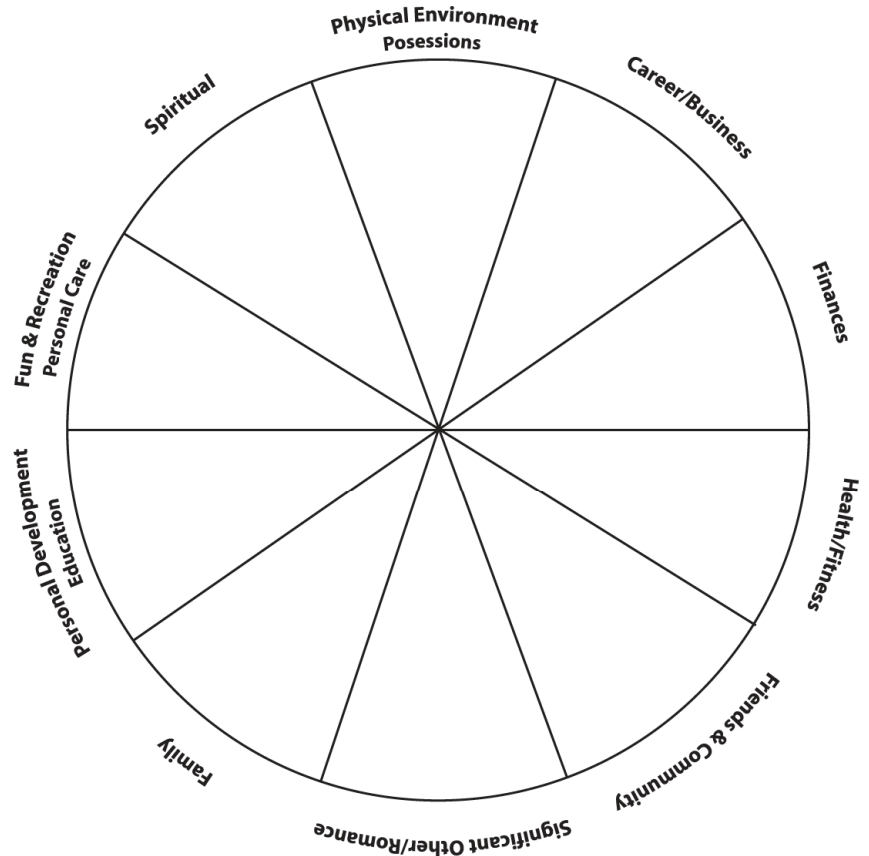 Physical Environment
Posessions
Career/Business
Finances
Health/Fitness
Friends & Community
Significant Other/Romance
Family
Personal Development
Education
Fun & Recreation
Personal Care
Spiritual